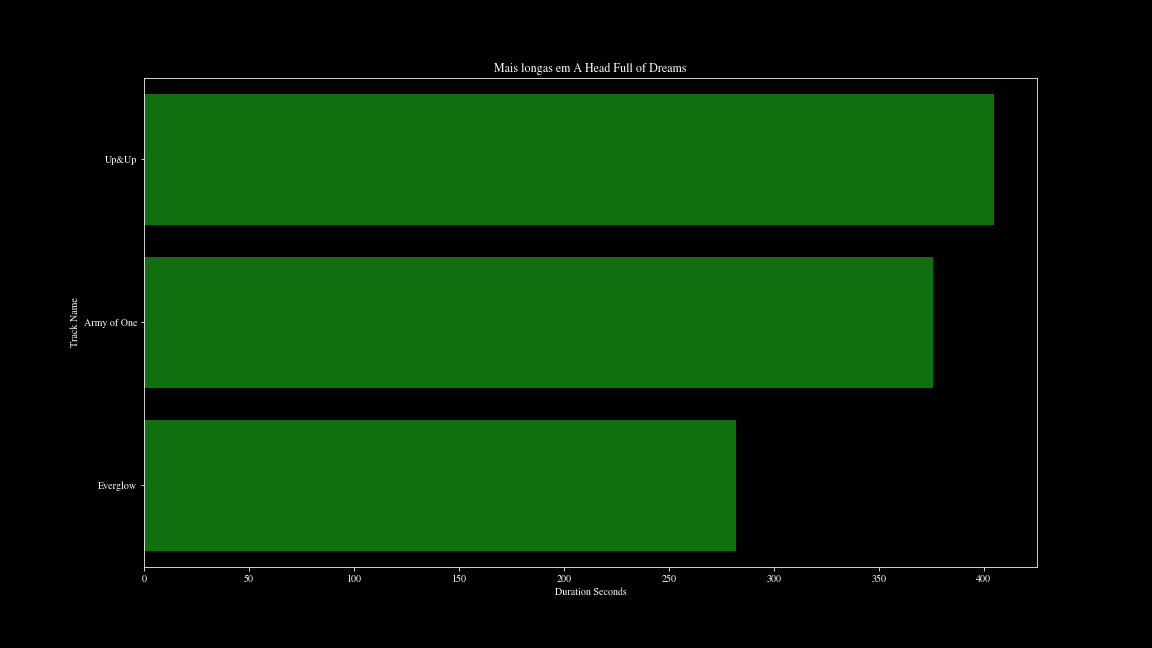 Mais longas em A Head Full of Dreams
Up&Up
Army of One
Everglow
Track Name
0 50 100 150 200 250 300 350 400
Duration Seconds